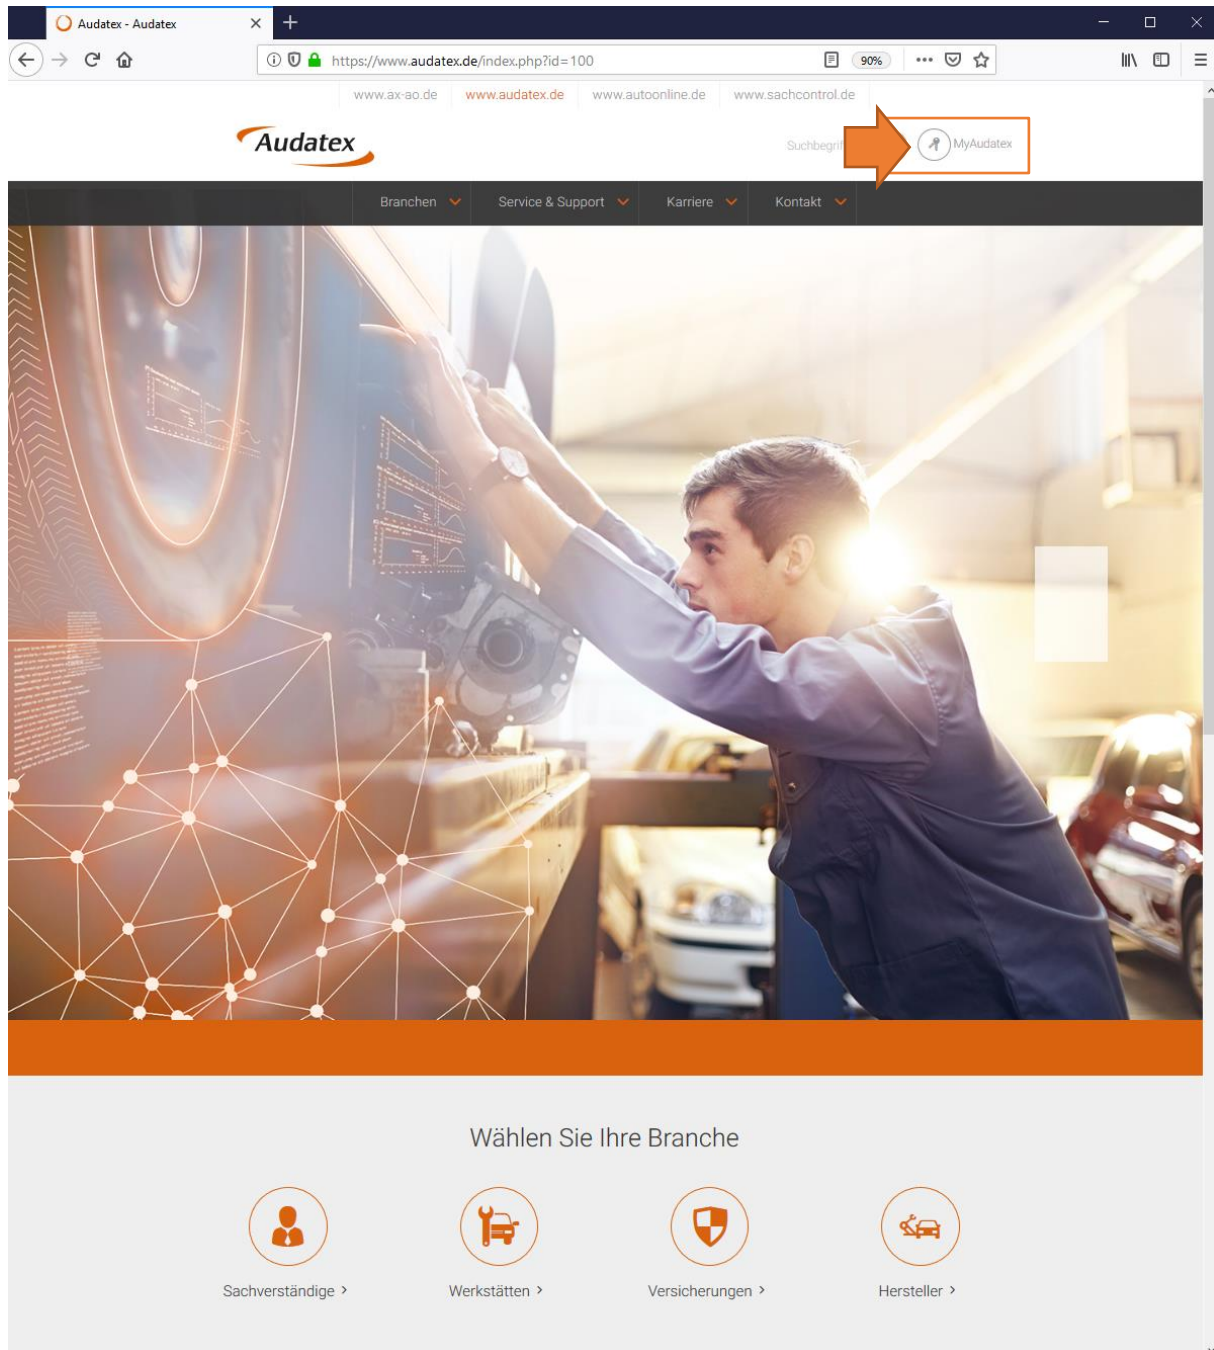 Audatex - Audatex
https://www.audatex.de/index.php?id=100
90%
www.ax-ao.de www.audatex.de www.autoonline.de www.sachcontrol.de
Audatex
MyAudatex
Branchen Service & Support Karriere Kontakt
Wählen Sie Ihre Branche
Sachverständige > Werkstätten > Versicherungen > Hersteller >